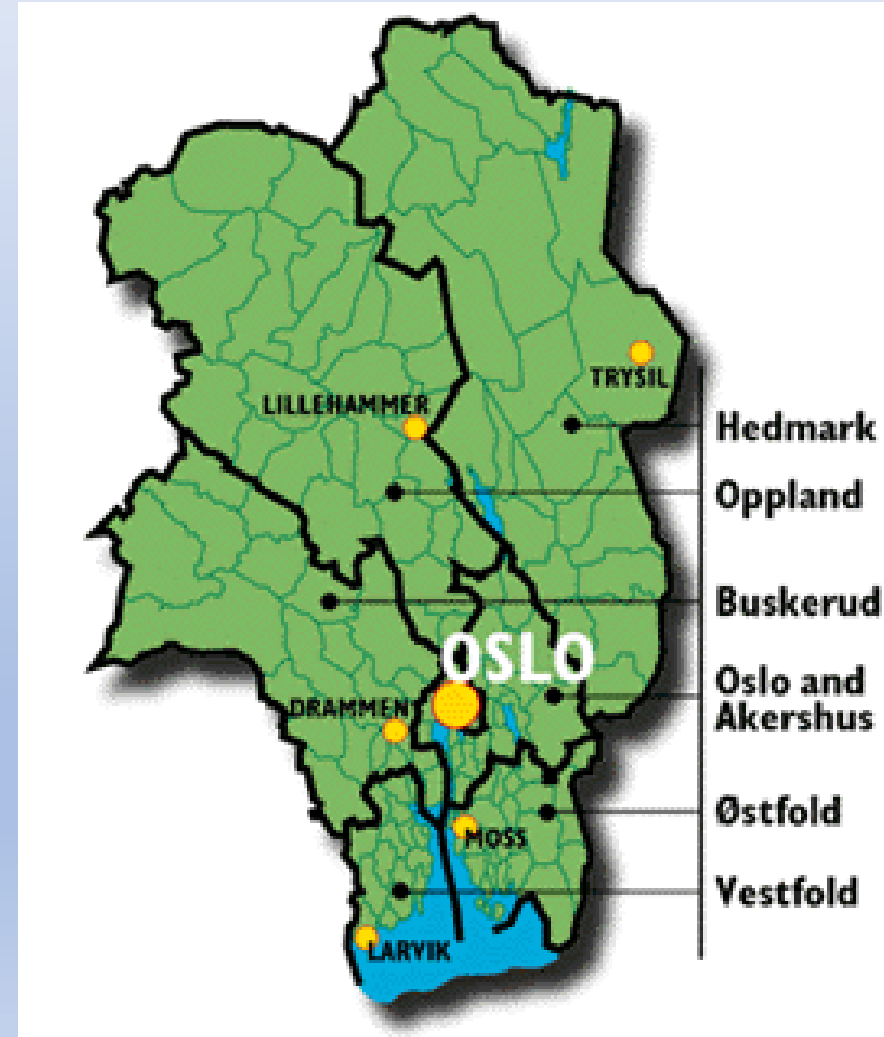 TRYSIL
LILLEHAMMER
Hedmark
Oppland
Buskerud
OSLO
Oslo and
Akershus
DRAMMEN
Østfold
MOSS
Vestfold
LARVIK